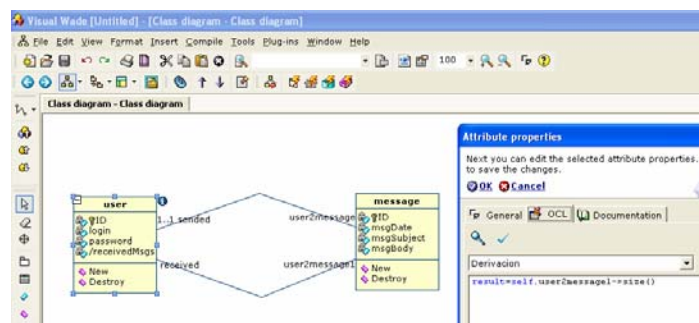 Visual Wade [Untitled] - [Class diagram - Class diagram]
File Edit View Format Insert Compile Tools Plug-ins Window Help
100
Class diagram - Class diagram
Attribute properties
Next you can edit the selected attribute properties.
to save the changes.
OK Cancel
General OCL Documentation
Derivacion
result=self.user2message1->size()
user
ID
login
password
/receivedMsgs
New
Destroy
1..1 sended
received
user2message
user2message1
message
ID
msgDate
msgSubject
msgBody
New
Destroy